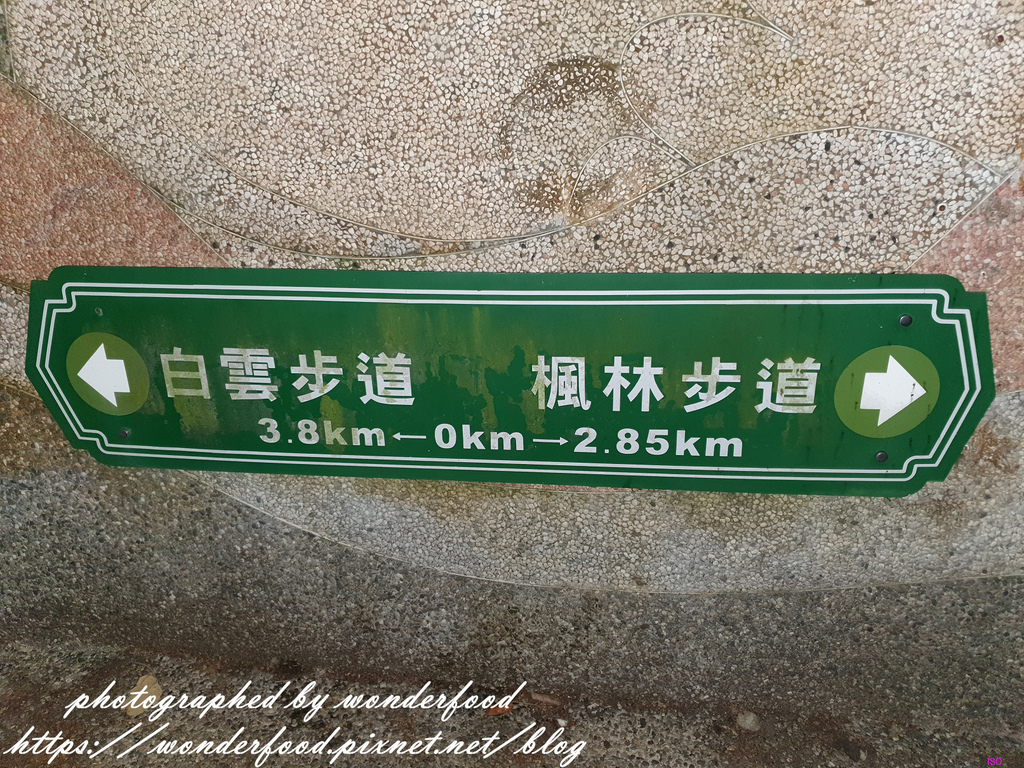 白雲步道 楓林步道
3.8km←0km→2.85km
photographed by wonderfood
https://wonderfood.pixnet.net/blog
iso.